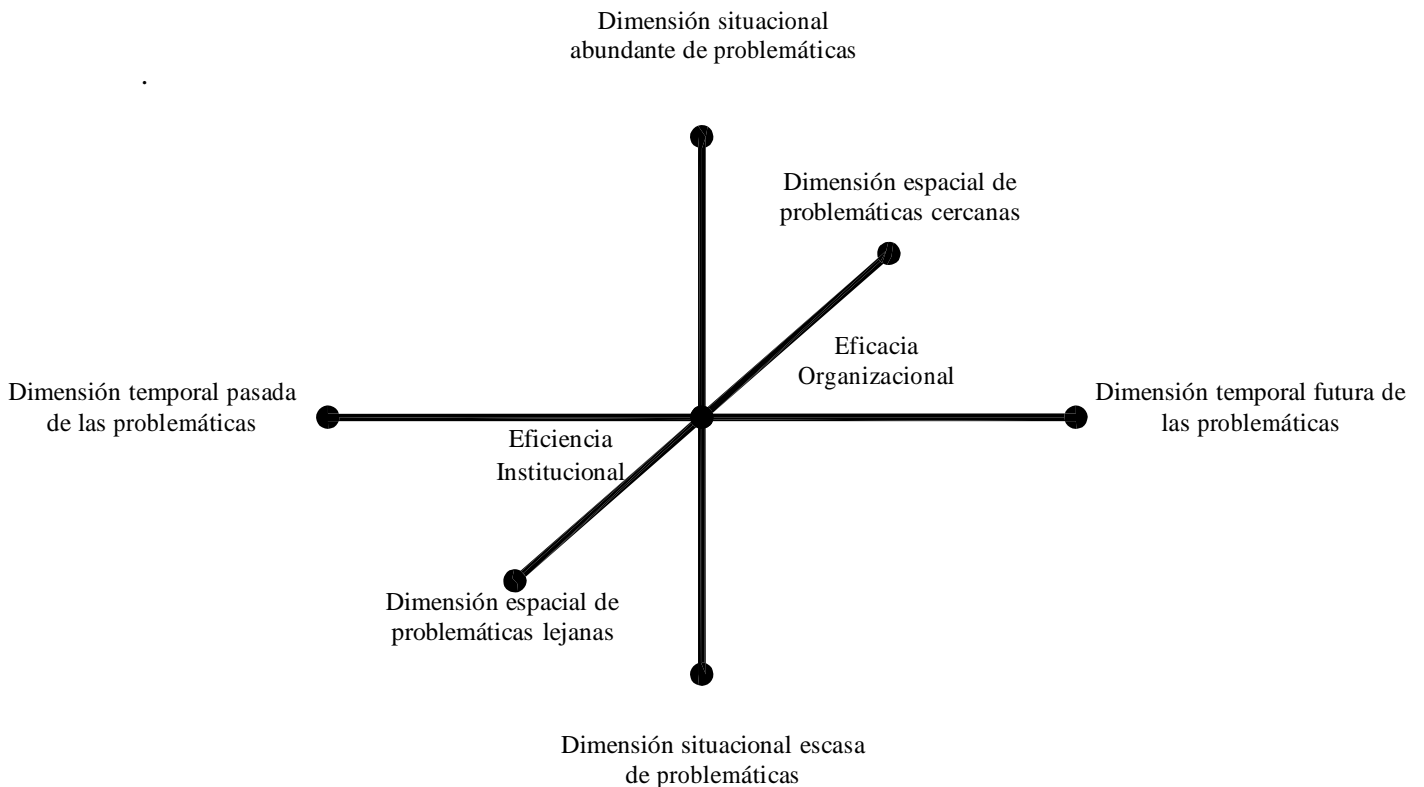 Dimensión situacional
abundante de problemáticas
.
Dimensión espacial de
problemáticas cercanas
Eficacia
Organizacional
Dimensión temporal pasada
de las problemáticas
Dimensión temporal futura de
las problemáticas
Eficiencia
Institucional
Dimensión espacial de
problemáticas lejanas
Dimensión situacional escasa
de problemáticas